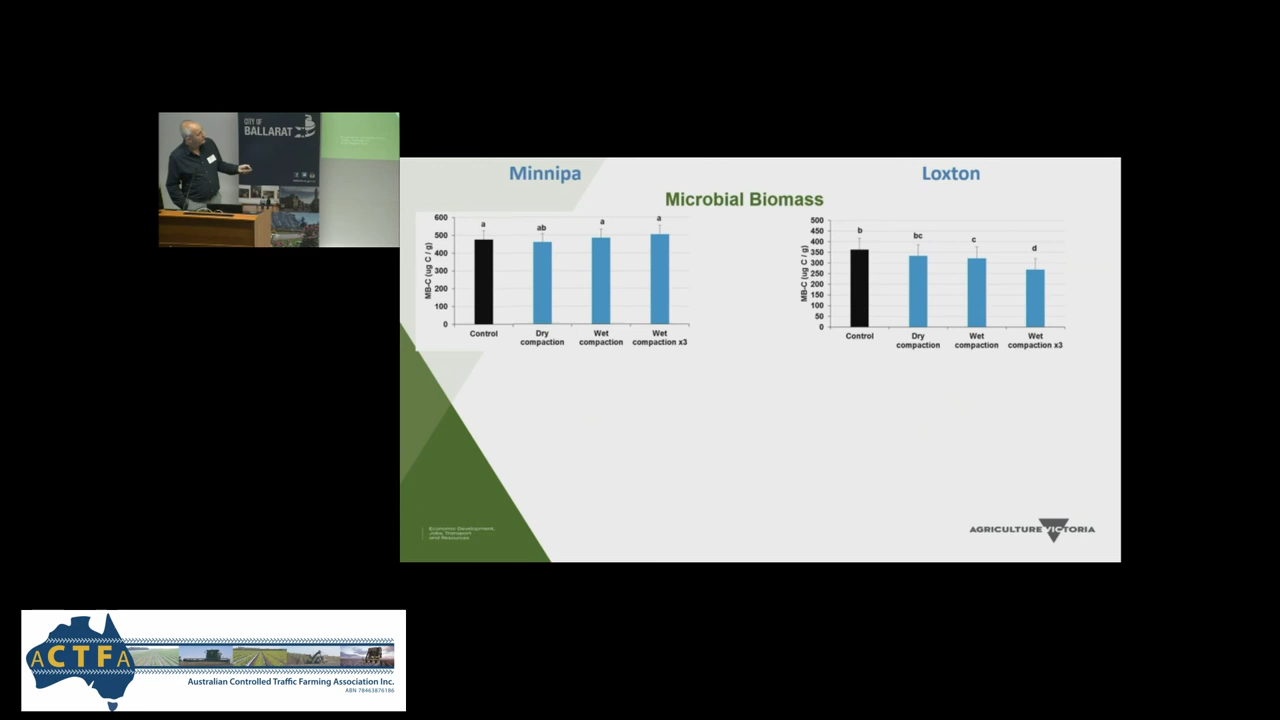 CITY OF
BALLARAT
Minnipa
Loxton
Microbial Biomass
MB-C (ug C / g)
600
500
400
300
200
100
0
a
ab
a
a
Control
Dry compaction
Wet compaction
Wet compaction x3
MB-C (ug C / g)
500
450
400
350
300
250
200
150
100
50
0
b
bc
c
d
Control
Dry compaction
Wet compaction
Wet compaction x3
Economic Development,
Jobs, Transport
and Resources
AGRICULTURE VICTORIA
ACTFA
Australian Controlled Traffic Farming Association Inc.
ABN 78463876186